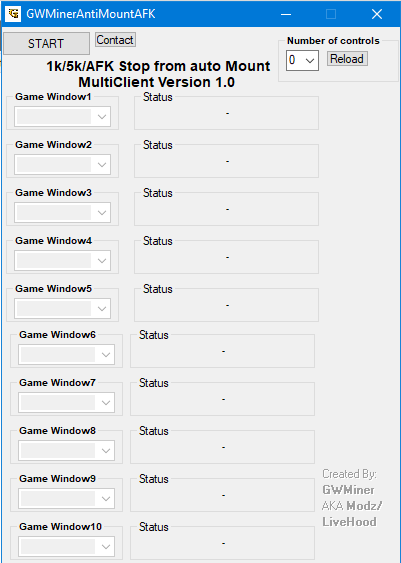 GWMinerAntiMountAFK
START
Contact
Number of controls
0
Reload
1k/5k/AFK Stop from auto Mount
MultiClient Version 1.0
Game Window1
Status
-
Game Window2
Status
-
Game Window3
Status
-
Game Window4
Status
-
Game Window5
Status
-
Game Window6
Status
-
Game Window7
Status
-
Game Window8
Status
-
Game Window9
Status
-
Game Window10
Status
-
Created By:
GWMiner
AKA Modz/
LiveHood